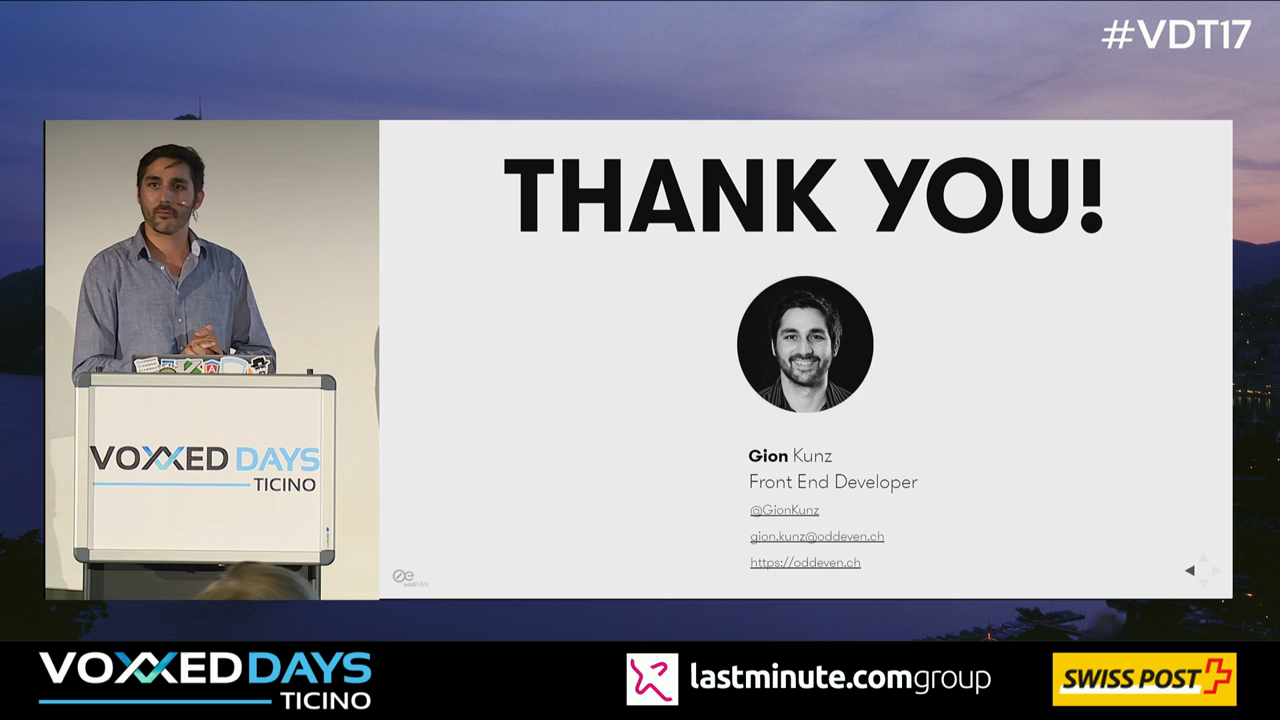 #VDT17
THANK YOU!
Gion Kunz
Front End Developer
@GionKunz
gion.kunz@oddeven.ch
https://oddeven.ch
oddEVEN
VOXXED DAYS
TICINO
VOXXED DAYS
TICINO
lastminute.comgroup
SWISS POST